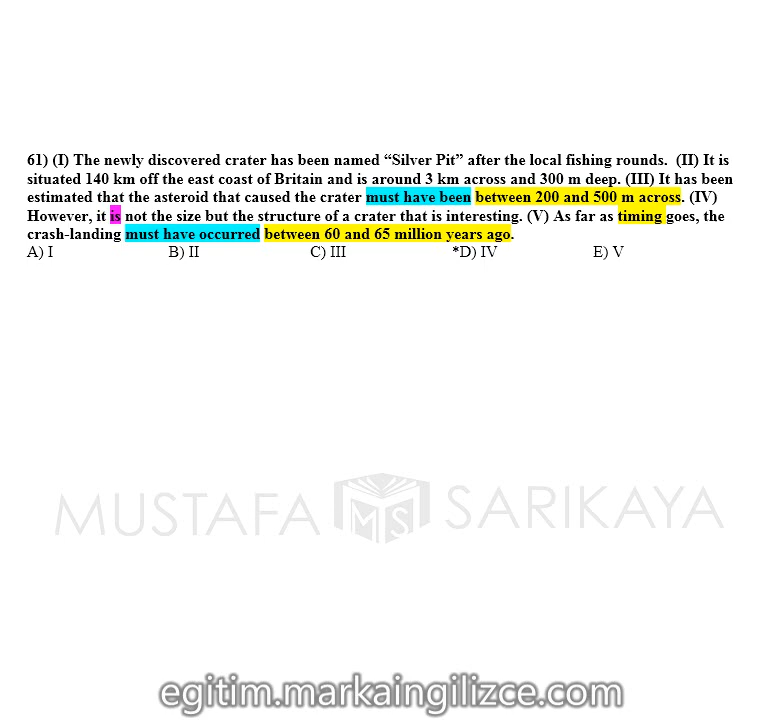 61) (I) The newly discovered crater has been named “Silver Pit” after the local fishing rounds. (II) It is
situated 140 km off the east coast of Britain and is around 3 km across and 300 m deep. (III) It has been
estimated that the asteroid that caused the crater must have been between 200 and 500 m across. (IV)
However, it is not the size but the structure of a crater that is interesting. (V) As far as timing goes, the
crash-landing must have occurred between 60 and 65 million years ago.
A) I B) II C) III *D) IV E) V
MUSTAFA MS SARIKAYA
egitim.markaingilizce.com